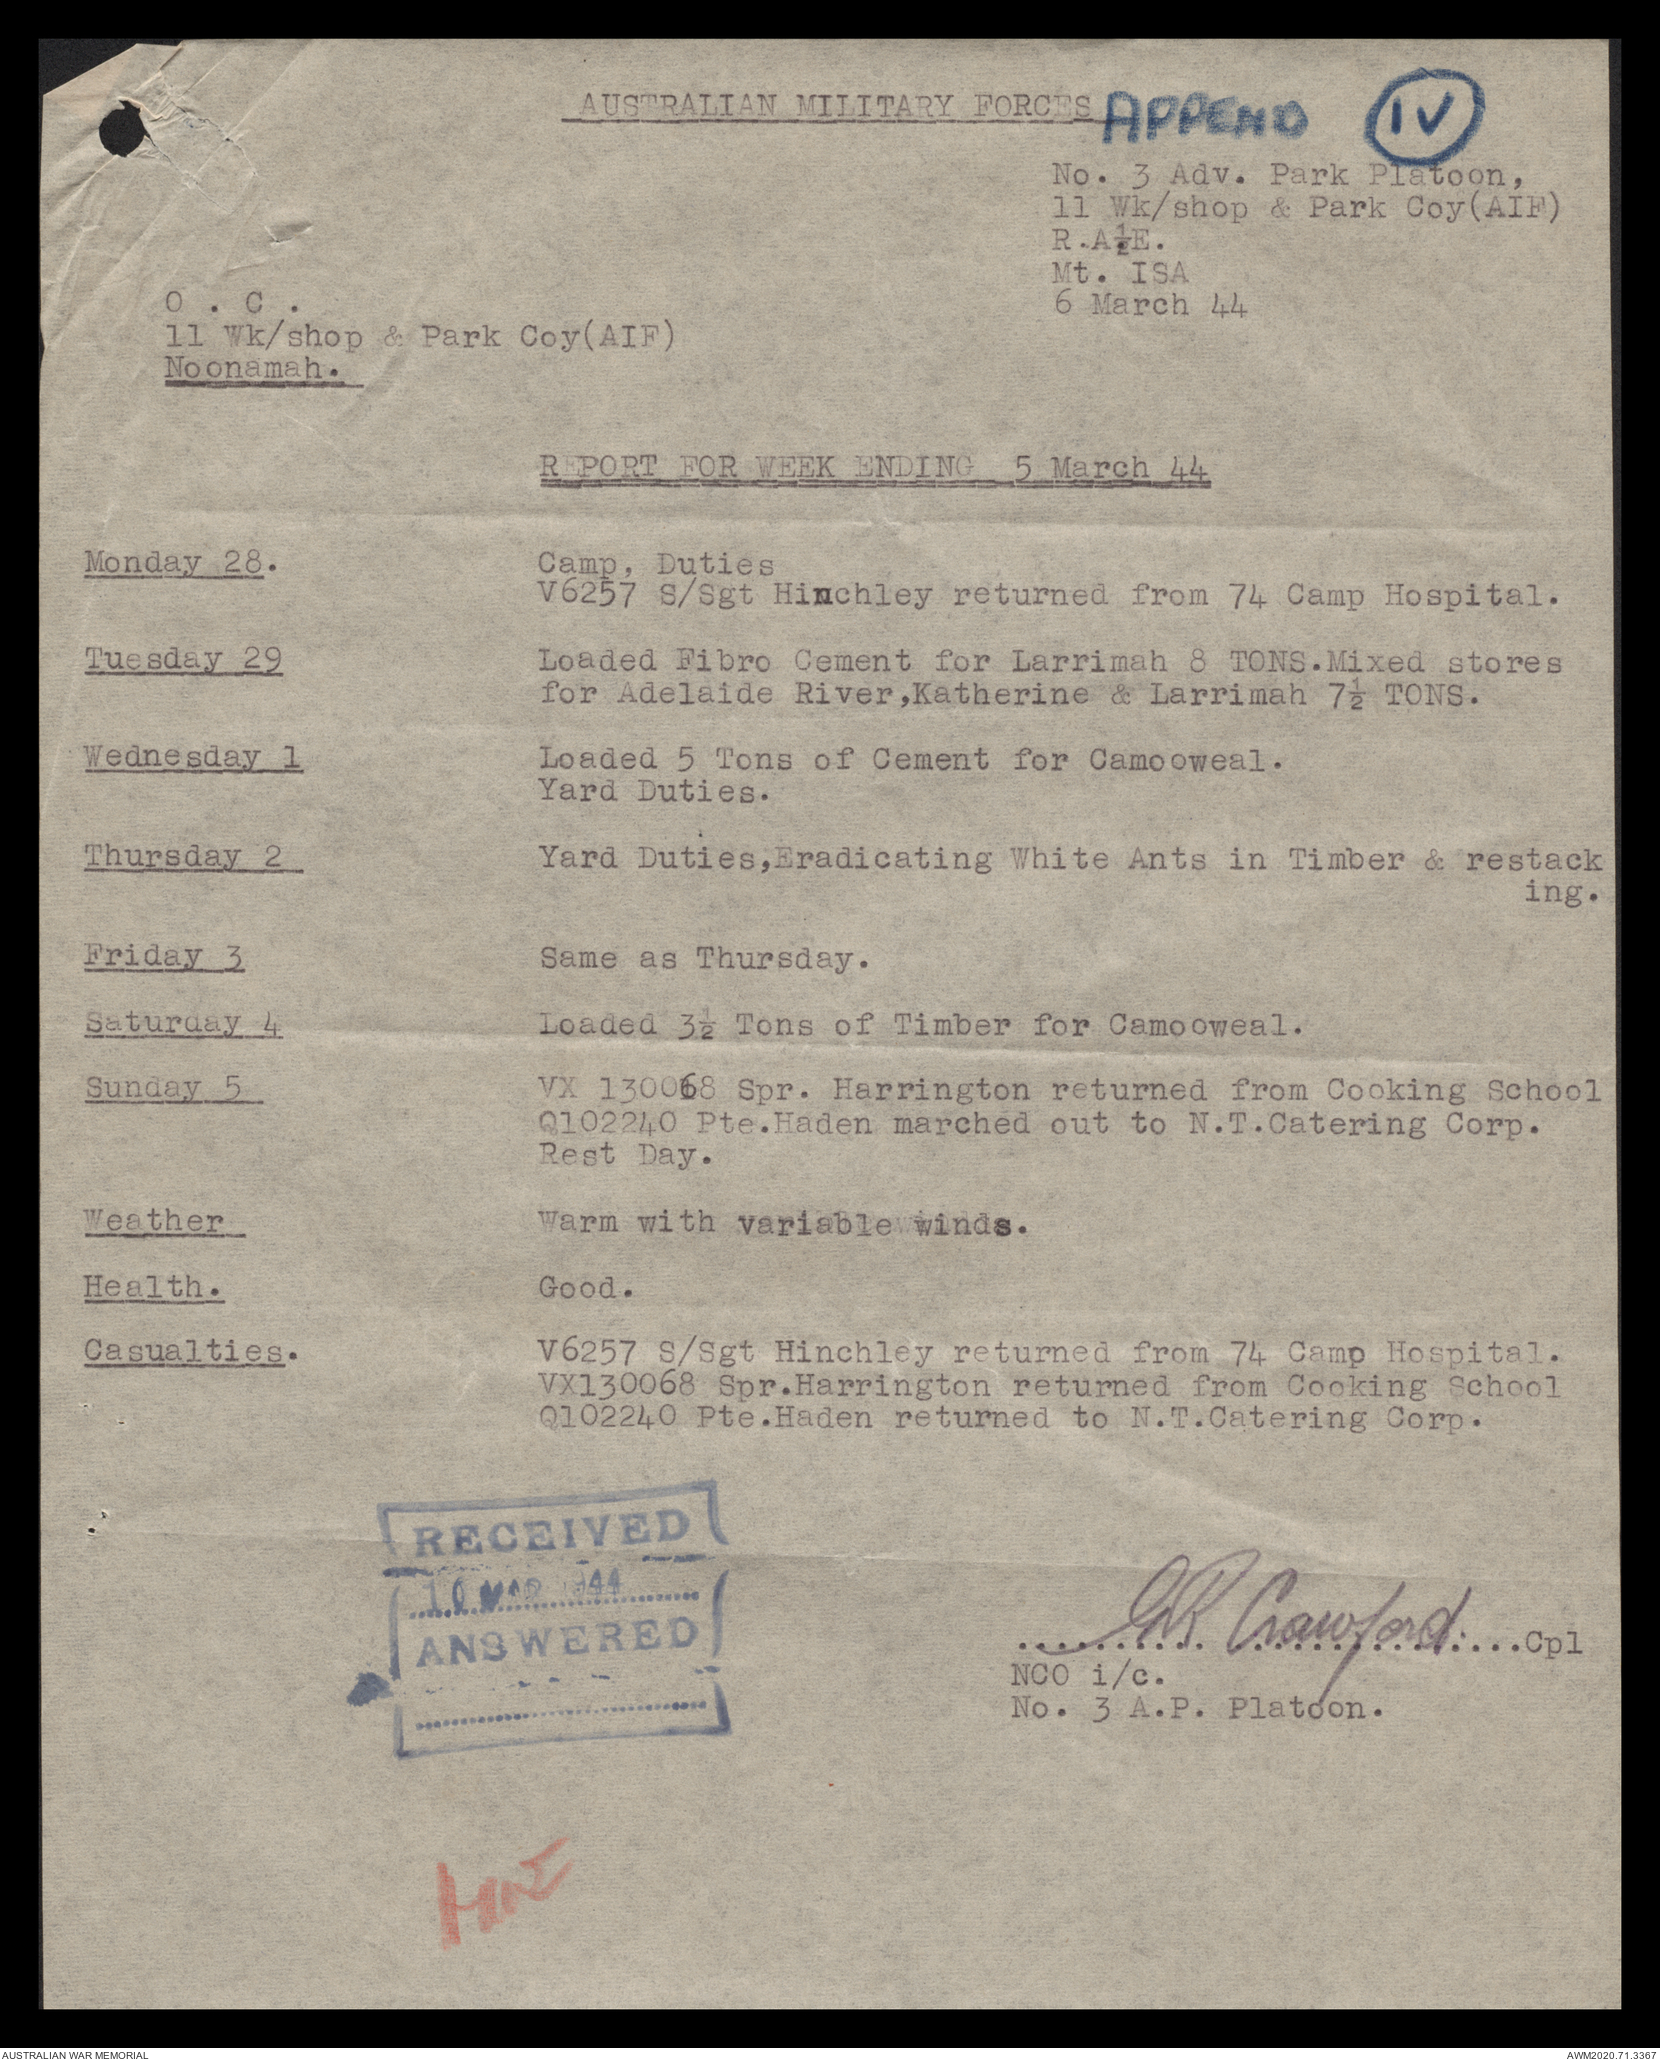 AUSTRALIAN MILITARY FORCES APPEND IV
No. 3 Adv. Park Platoon,
11 Wk/shop & Park Coy(AIF)
R.A½E.
Mt. ISA
6 March 44
O . C .
11 Wk/shop & Park Coy(AIF)
Noonamah.
REPORT FOR WEEK ENDING 5 March 44
Monday 28. Camp, Duties
V6257 S/Sgt Hinchley returned from 74 Camp Hospital.
Tuesday 29 Loaded Fibro Cement for Larrimah 8 TONS.Mixed stores
for Adelaide River,Katherine & Larrimah 7½ TONS.
Wednesday 1 Loaded 5 Tons of Cement for Camooweal.
Yard Duties.
Thursday 2 Yard Duties,Eradicating White Ants in Timber & restack
ing.
Friday 3 Same as Thursday.
Saturday 4 Loaded 3½ Tons of Timber for Camooweal.
Sunday 5 VX 130068 Spr. Harrington returned from Cooking School
Q102240 Pte.Haden marched out to N.T.Catering Corp.
Rest Day.
Weather Warm with variable winds.
Health. Good.
Casualties. V6257 S/Sgt Hinchley returned from 74 Camp Hospital.
VX130068 Spr.Harrington returned from Cooking School
Q102240 Pte.Haden returned to N.T.Catering Corp.
RECEIVED
10 MAR 1944
ANSWERED
Crawford Cpl
NCO i/c.
No. 3 A.P. Platoon.
AUSTRALIAN WAR MEMORIAL AWM2020.71.3367